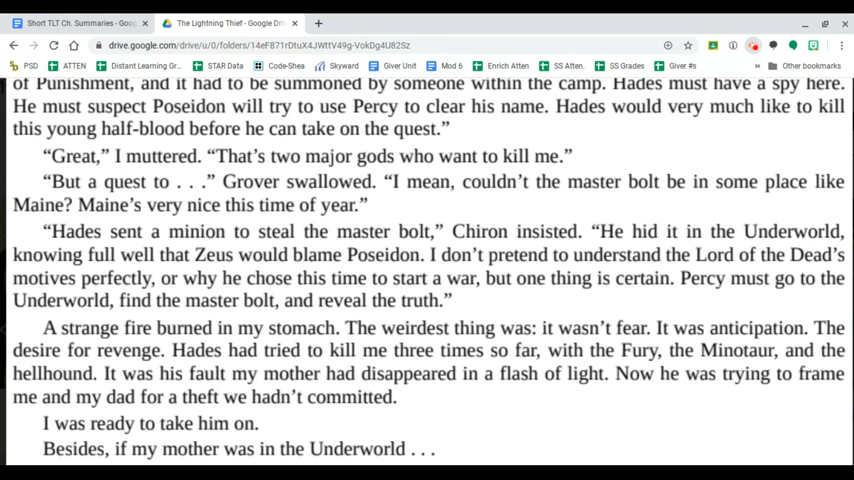 Short TLT Ch. Summaries - Goog
The Lightning Thief - Google Driv
drive.google.com/drive/u/0/folders/14eF871rDtuX4JWttV49g-VokDg4U82Sz
PSD ATTEN Distant Learning Gr... STAR Data Code-Shea Skyward Giver Unit Mod 6 Enrich Atten SS Atten. SS Grades Giver #s » Other bookmarks
of Punishment, and it had to be summoned by someone within the camp. Hades must have a spy here.
He must suspect Poseidon will try to use Percy to clear his name. Hades would very much like to kill
this young half-blood before he can take on the quest.”
“Great,” I muttered. “That’s two major gods who want to kill me.”
“But a quest to . . .” Grover swallowed. “I mean, couldn’t the master bolt be in some place like
Maine? Maine’s very nice this time of year.”
“Hades sent a minion to steal the master bolt,” Chiron insisted. “He hid it in the Underworld,
knowing full well that Zeus would blame Poseidon. I don’t pretend to understand the Lord of the Dead’s
motives perfectly, or why he chose this time to start a war, but one thing is certain. Percy must go to the
Underworld, find the master bolt, and reveal the truth.”
A strange fire burned in my stomach. The weirdest thing was: it wasn’t fear. It was anticipation. The
desire for revenge. Hades had tried to kill me three times so far, with the Fury, the Minotaur, and the
hellhound. It was his fault my mother had disappeared in a flash of light. Now he was trying to frame
me and my dad for a theft we hadn’t committed.
I was ready to take him on.
Besides, if my mother was in the Underworld . . .